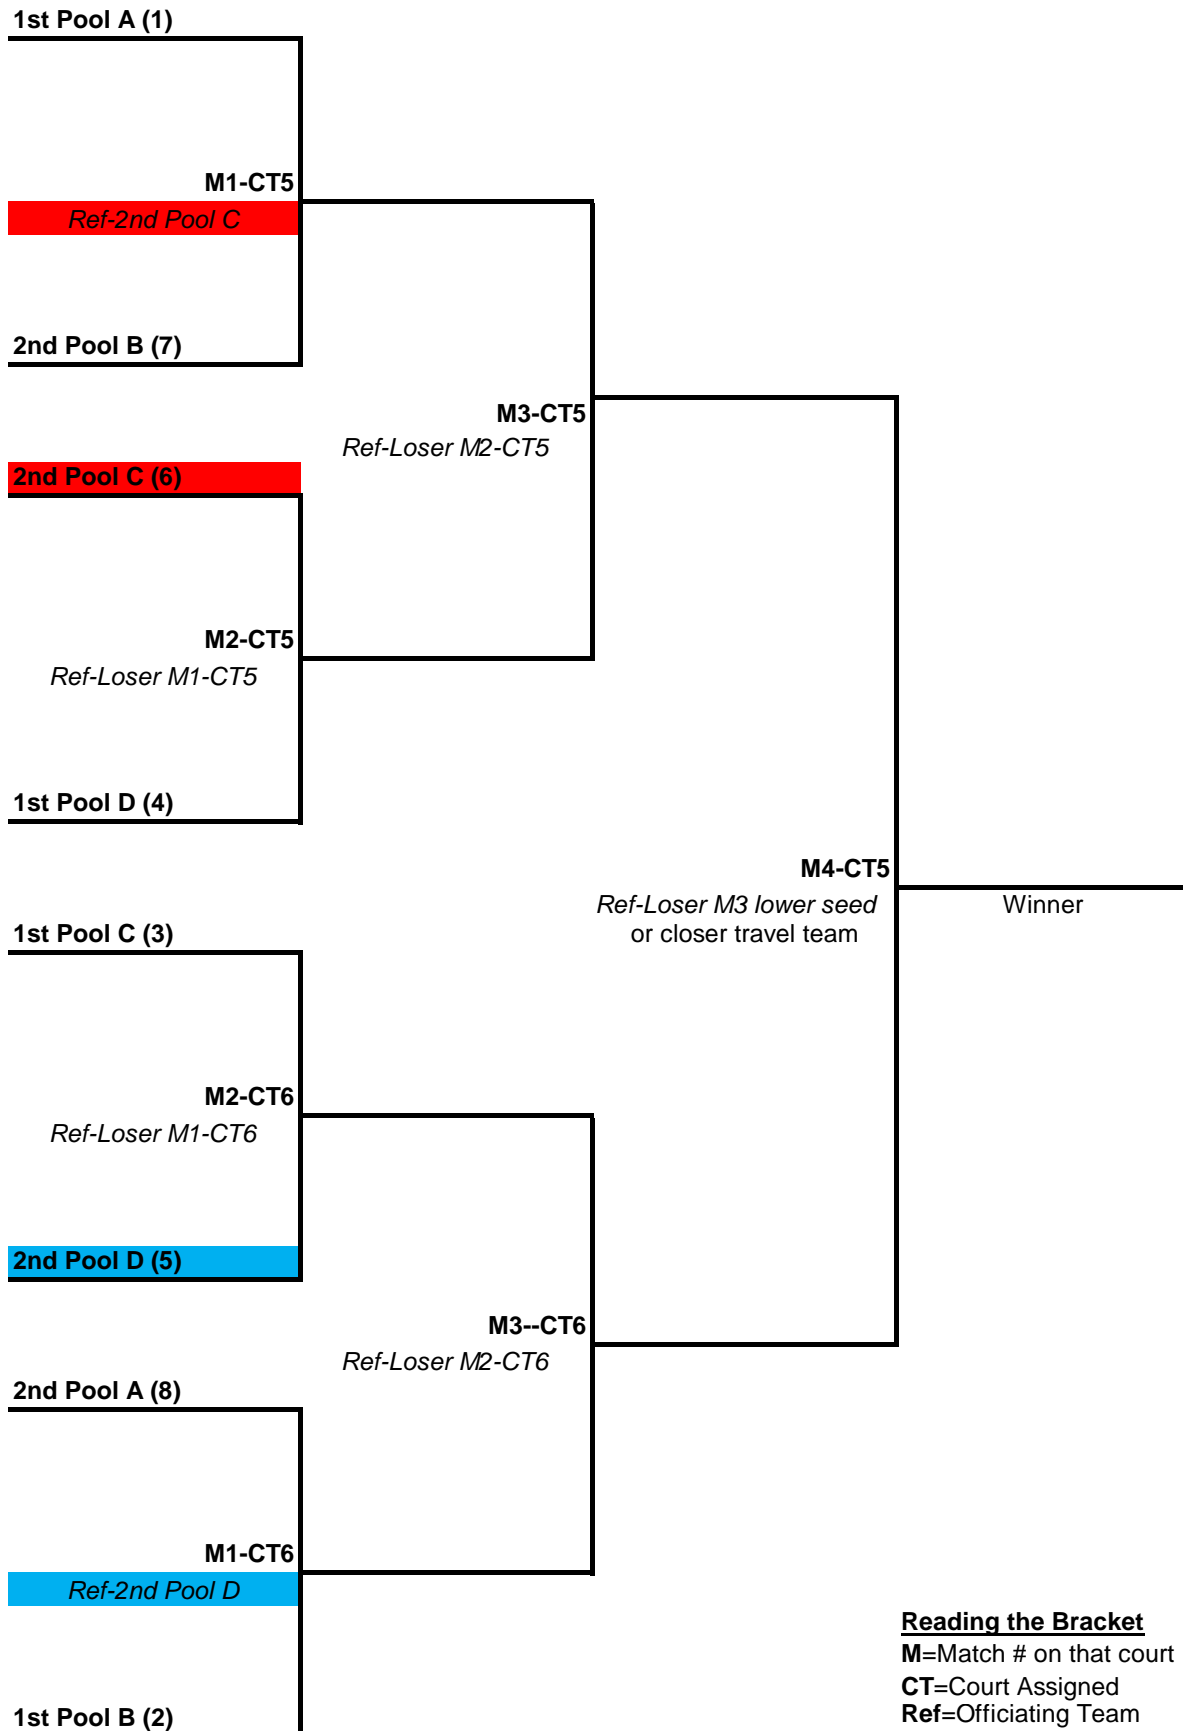 1st Pool A (1)
M1-CT5
Ref-2nd Pool C
2nd Pool B (7)
M3-CT5
Ref-Loser M2-CT5
2nd Pool C (6)
M2-CT5
Ref-Loser M1-CT5
1st Pool D (4)
M4-CT5
Ref-Loser M3 lower seed
or closer travel team
Winner
1st Pool C (3)
M2-CT6
Ref-Loser M1-CT6
2nd Pool D (5)
M3--CT6
Ref-Loser M2-CT6
2nd Pool A (8)
M1-CT6
Ref-2nd Pool D
1st Pool B (2)
Reading the Bracket
M=Match # on that court
CT=Court Assigned
Ref=Officiating Team